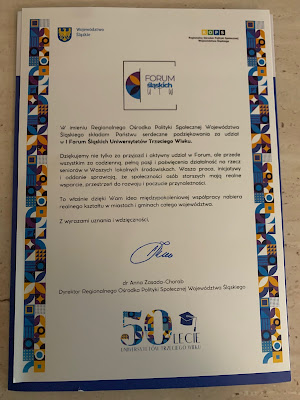 Województwo
Śląskie
ROPS
Regionalny Ośrodek Polityki Społecznej
Województwa Śląskiego
FORUM
śląskich
UTW
W imieniu Regionalnego Ośrodka Polityki Społecznej Województwa
Śląskiego składam Państwu serdeczne podziękowania za udział
w I Forum Śląskich Uniwersytetów Trzeciego Wieku.
Dziękujemy nie tylko za przyjazd i aktywny udział w Forum, ale przede
wszystkim za codzienną, pełną pasji i poświęcenia działalność na rzecz
seniorów w Waszych lokalnych środowiskach. Wasza praca, inicjatywy
i oddanie sprawiają, że społeczności osób starszych mają realne
wsparcie, przestrzeń do rozwoju i poczucie przynależności.
To właśnie dzięki Wam idea międzypokoleniowej współpracy nabiera
realnego kształtu w miastach i gminach całego województwa.
Z wyrazami uznania i wdzięczności,
dr Anna Zasada-Chorab
Dyrektor Regionalnego Ośrodka Polityki Społecznej Województwa Śląskiego
50 LECIE
UNIWERSYTETÓW TRZECIEGO WIEKU